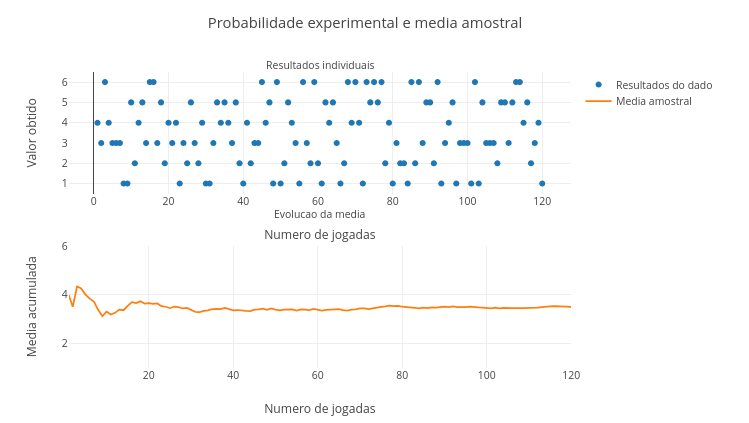 Probabilidade experimental e media amostral
Resultados individuais
Valor obtido
6
5
4
3
2
1
0 20 40 60 80 100 120
Numero de jogadas
Resultados do dado
Media amostral
Evolucao da media
Media acumulada
6
4
2
20 40 60 80 100 120
Numero de jogadas